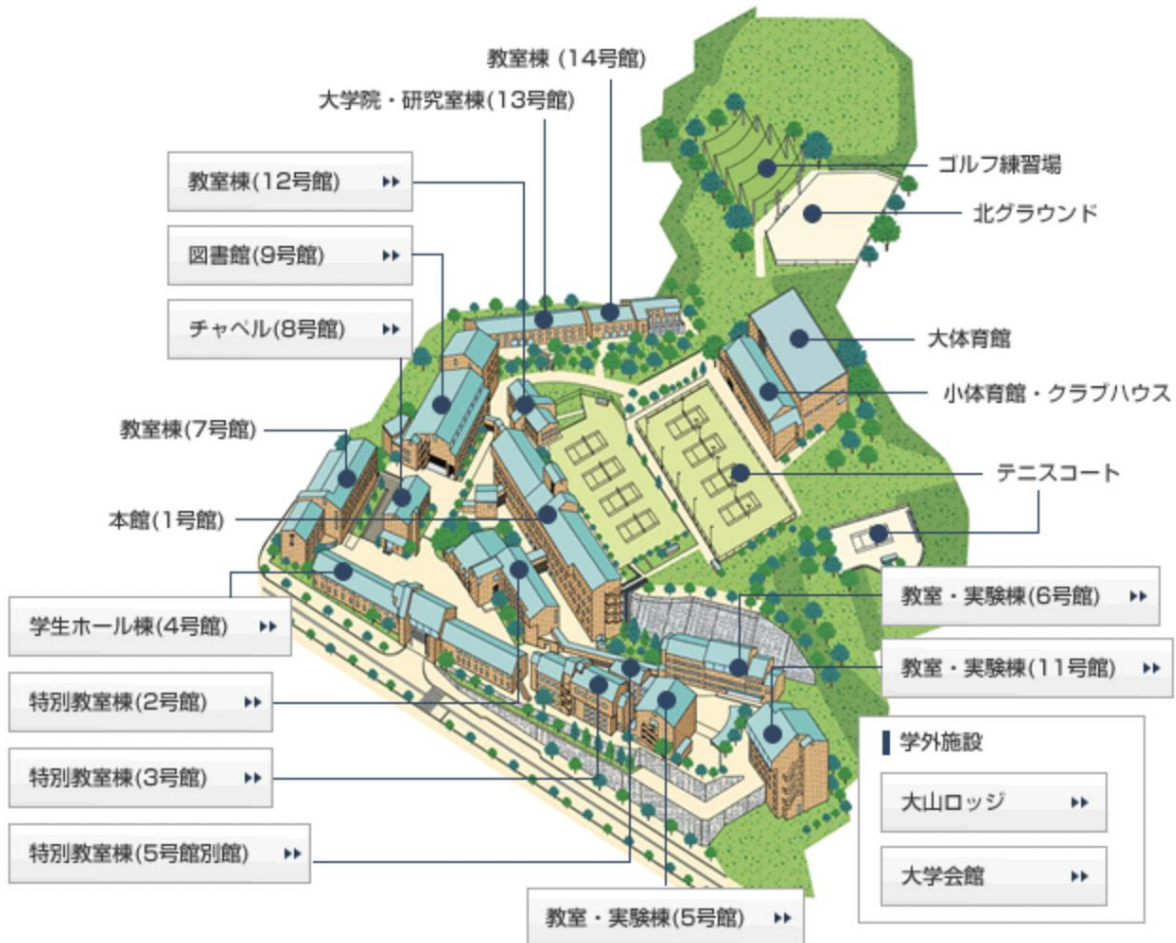 教室棟 (14号館)
大学院・研究室棟(13号館)
教室棟(12号館)
図書館(9号館)
チャペル(8号館)
教室棟(7号館)
本館(1号館)
学生ホール棟(4号館)
特別教室棟(2号館)
特別教室棟(3号館)
特別教室棟(5号館別館)
教室・実験棟(5号館)
ゴルフ練習場
北グラウンド
大体育館
小体育館・クラブハウス
テニスコート
教室・実験棟(6号館)
教室・実験棟(11号館)
学外施設
大山ロッジ
大学会館